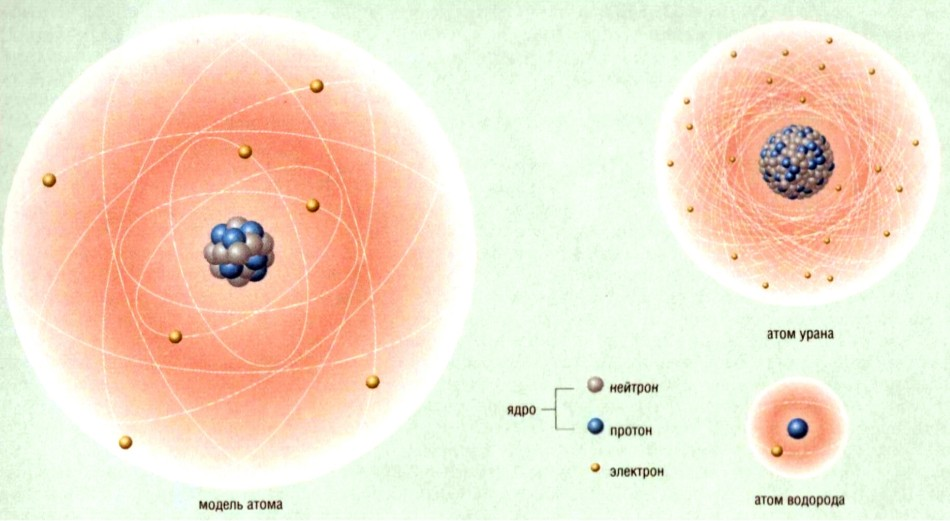 модель атома
ядро
нейтрон
протон
электрон
атом урана
атом водорода